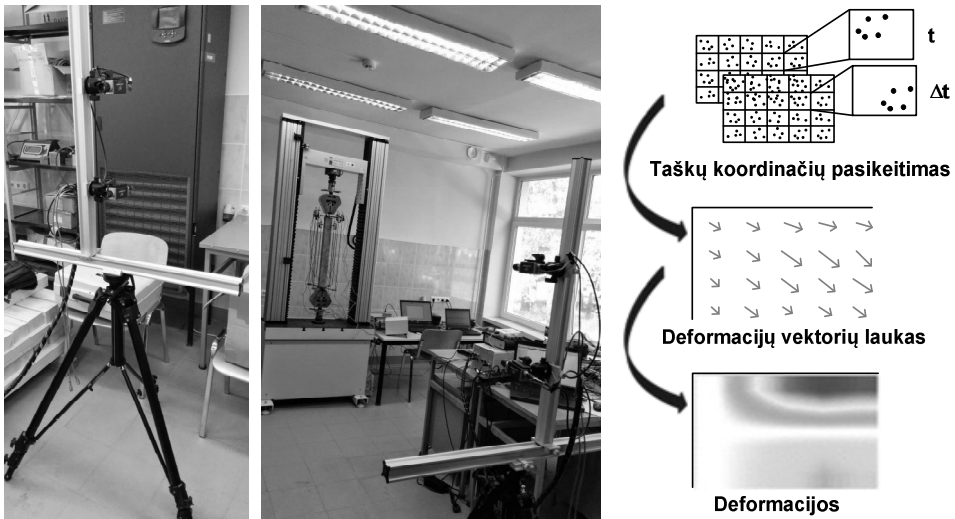 t
Δt
Taškų koordinačių pasikeitimas
Deformacijų vektorių laukas
Deformacijos